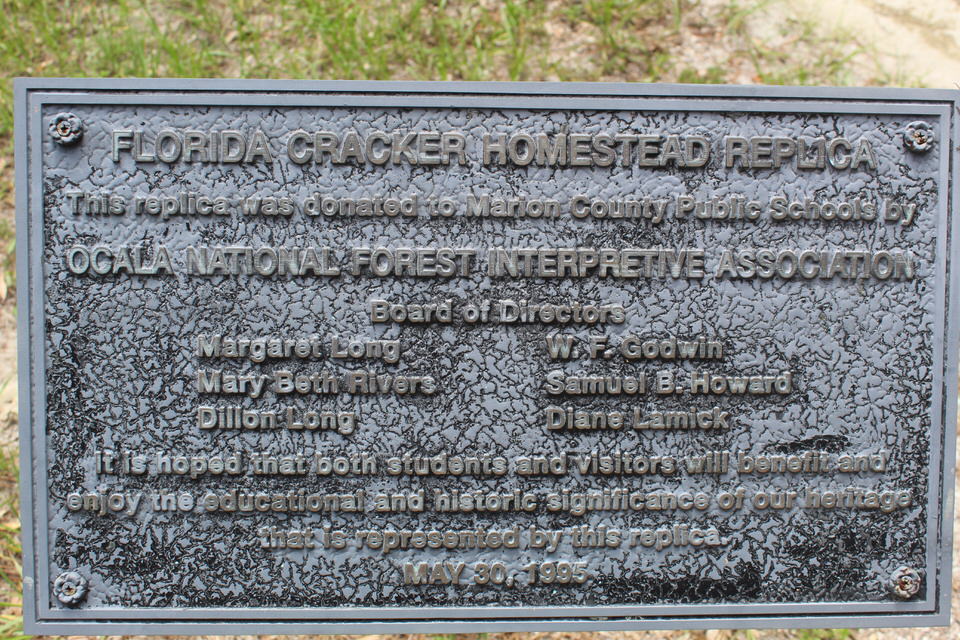 FLORIDA CRACKER HOMESTEAD REPLICA
This replica was donated to Marion County Public Schools by
OCALA NATIONAL FOREST INTERPRETIVE ASSOCIATION
Board of Directors
Margaret Long W. F. Godwin
Mary Beth Rivers Samuel B. Howard
Dillon Long Diane Lamick
It is hoped that both students and visitors will benefit and
enjoy the educational and historic significance of our heritage
that is represented by this replica.
MAY 30, 1995